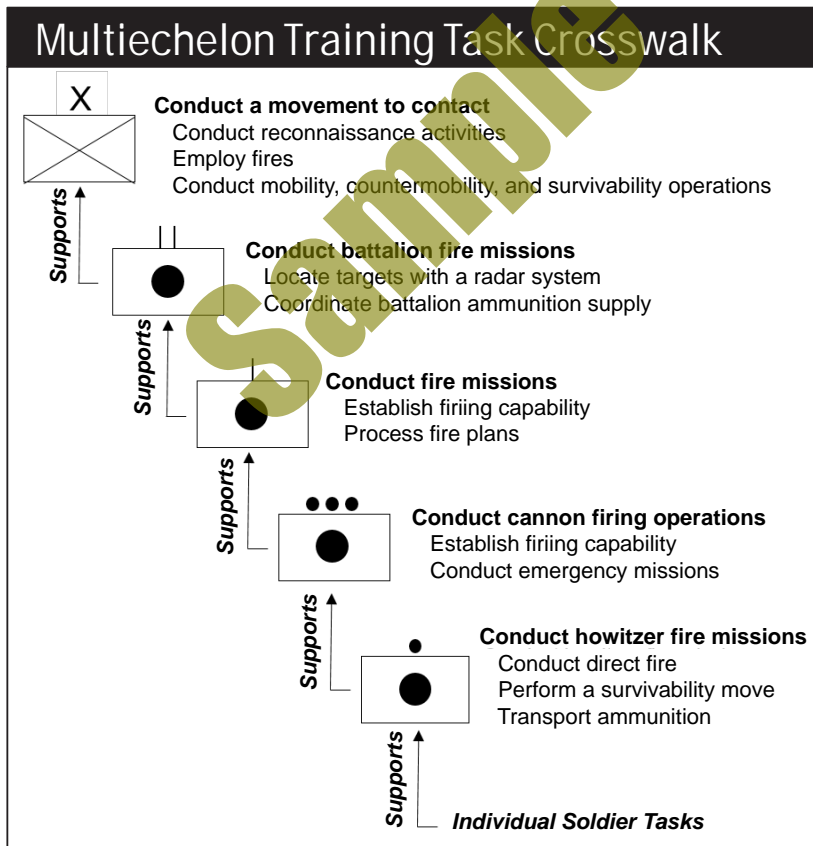 Multiechelon Training Task Crosswalk
X
Conduct a movement to contact
Conduct reconnaissance activities
Employ fires
Conduct mobility, countermobility, and survivability operations
Supports
Conduct battalion fire missions
Locate targets with a radar system
Coordinate battalion ammunition supply
Supports
Conduct fire missions
Establish firiing capability
Process fire plans
Supports
Conduct cannon firing operations
Establish firiing capability
Conduct emergency missions
Supports
Conduct howitzer fire missions
Conduct direct fire
Perform a survivability move
Transport ammunition
Supports
Individual Soldier Tasks
Sample